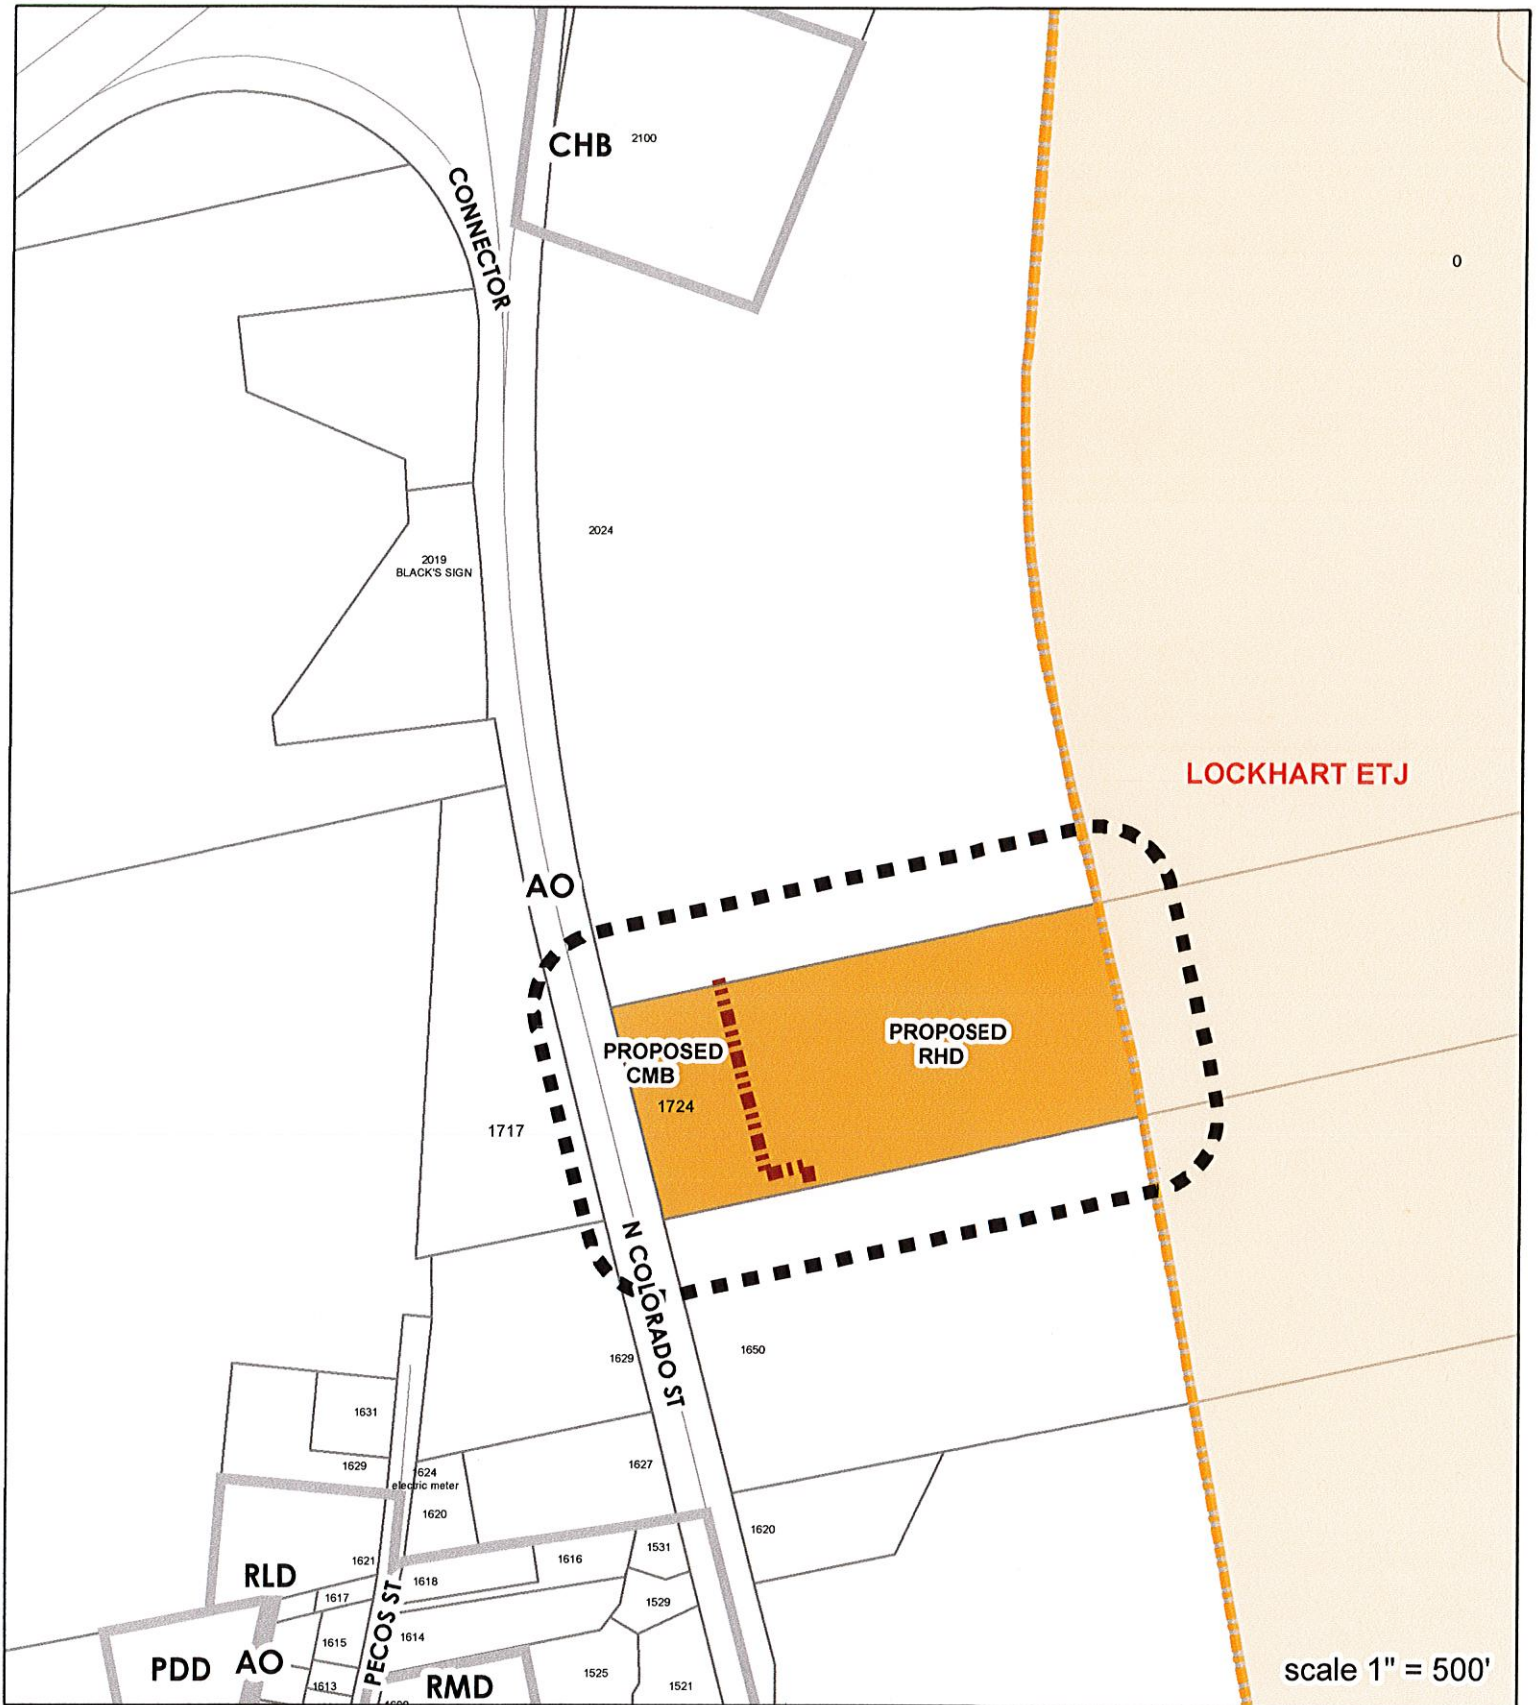 CHB
2100
CONNECTOR
0
2024
2019
BLACK'S SIGN
LOCKHART ETJ
AO
PROPOSED
RHD
PROPOSED
CMB
1724
1717
N COLORADO ST
1629
1650
1631
1629
1624
electric meter
1627
1620
1620
1531
1616
1621
RLD
1618
1617
1529
PECOS ST
1615
1614
AO
PDD
1525
1613
RMD
1521
scale 1" = 500'